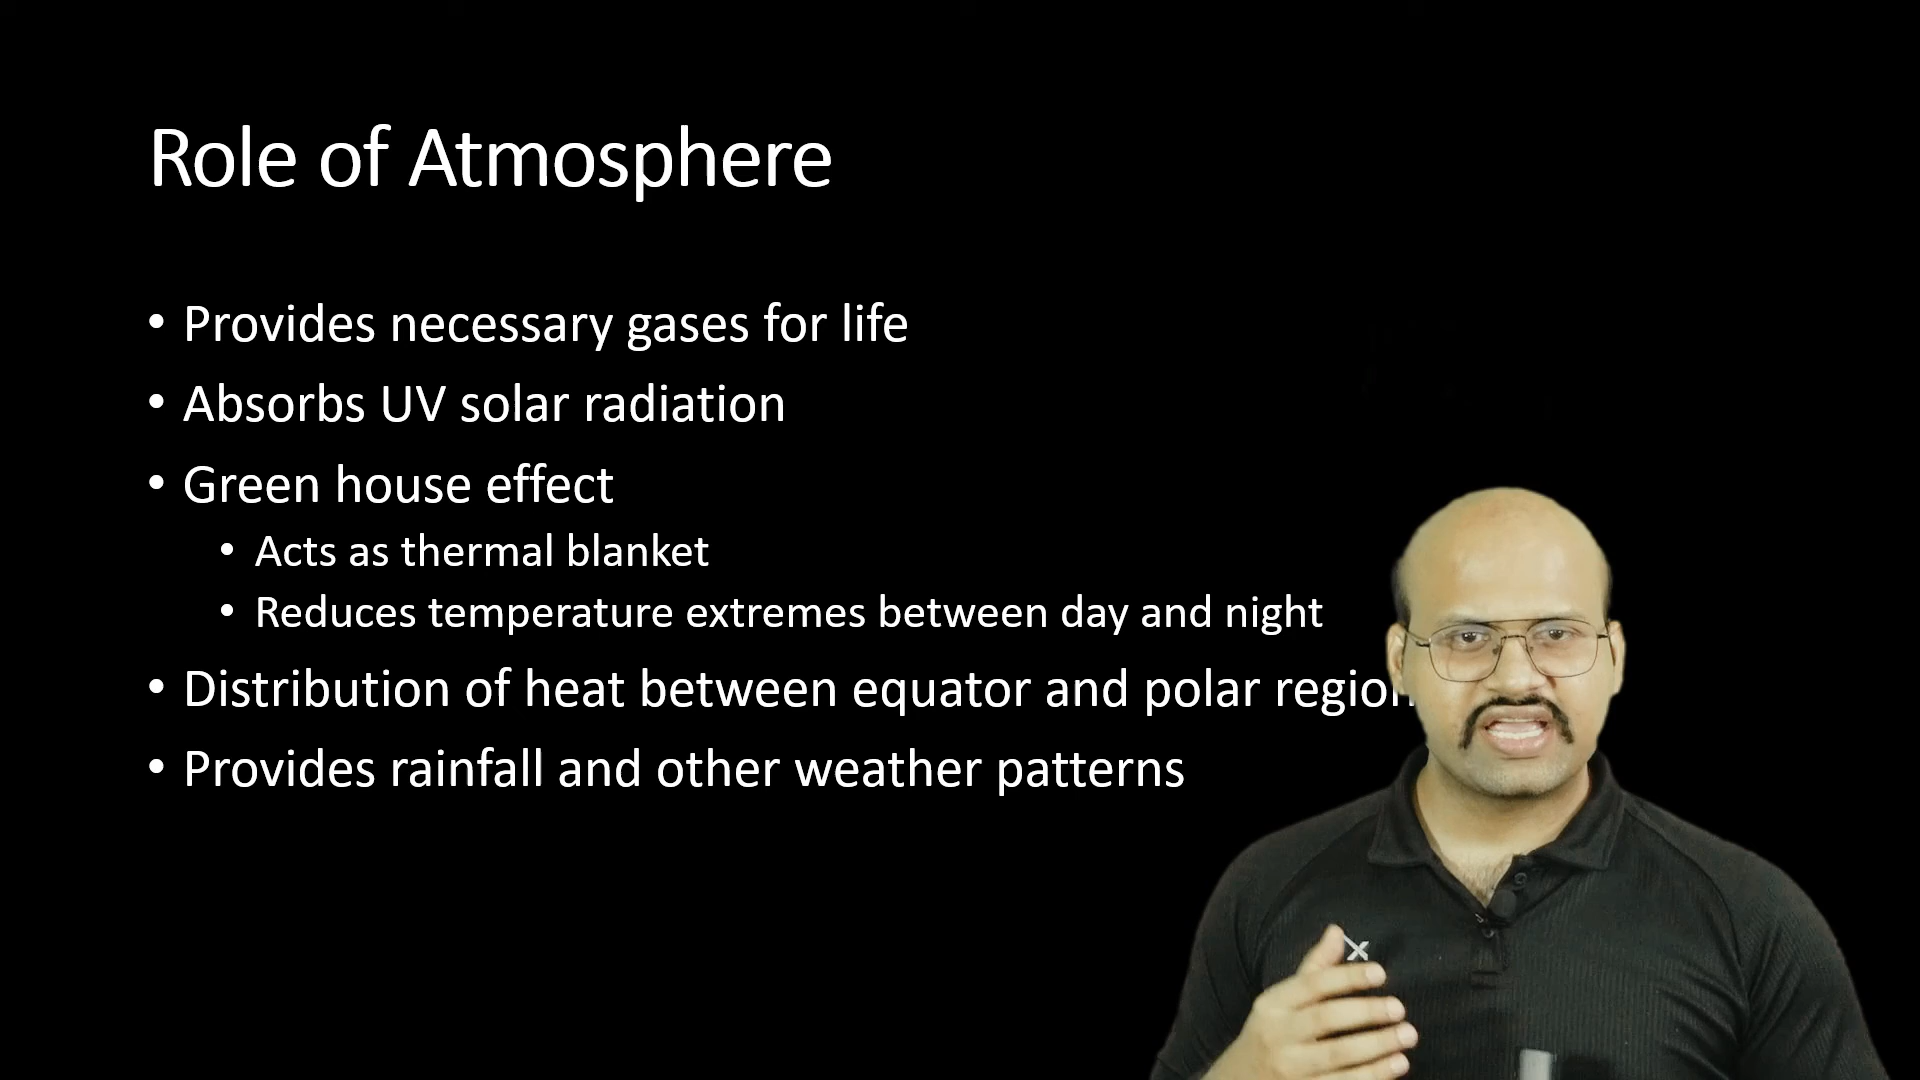 Role of Atmosphere
• Provides necessary gases for life
• Absorbs UV solar radiation
• Green house effect
• Acts as thermal blanket
• Reduces temperature extremes between day and night
• Distribution of heat between equator and polar region
• Provides rainfall and other weather patterns